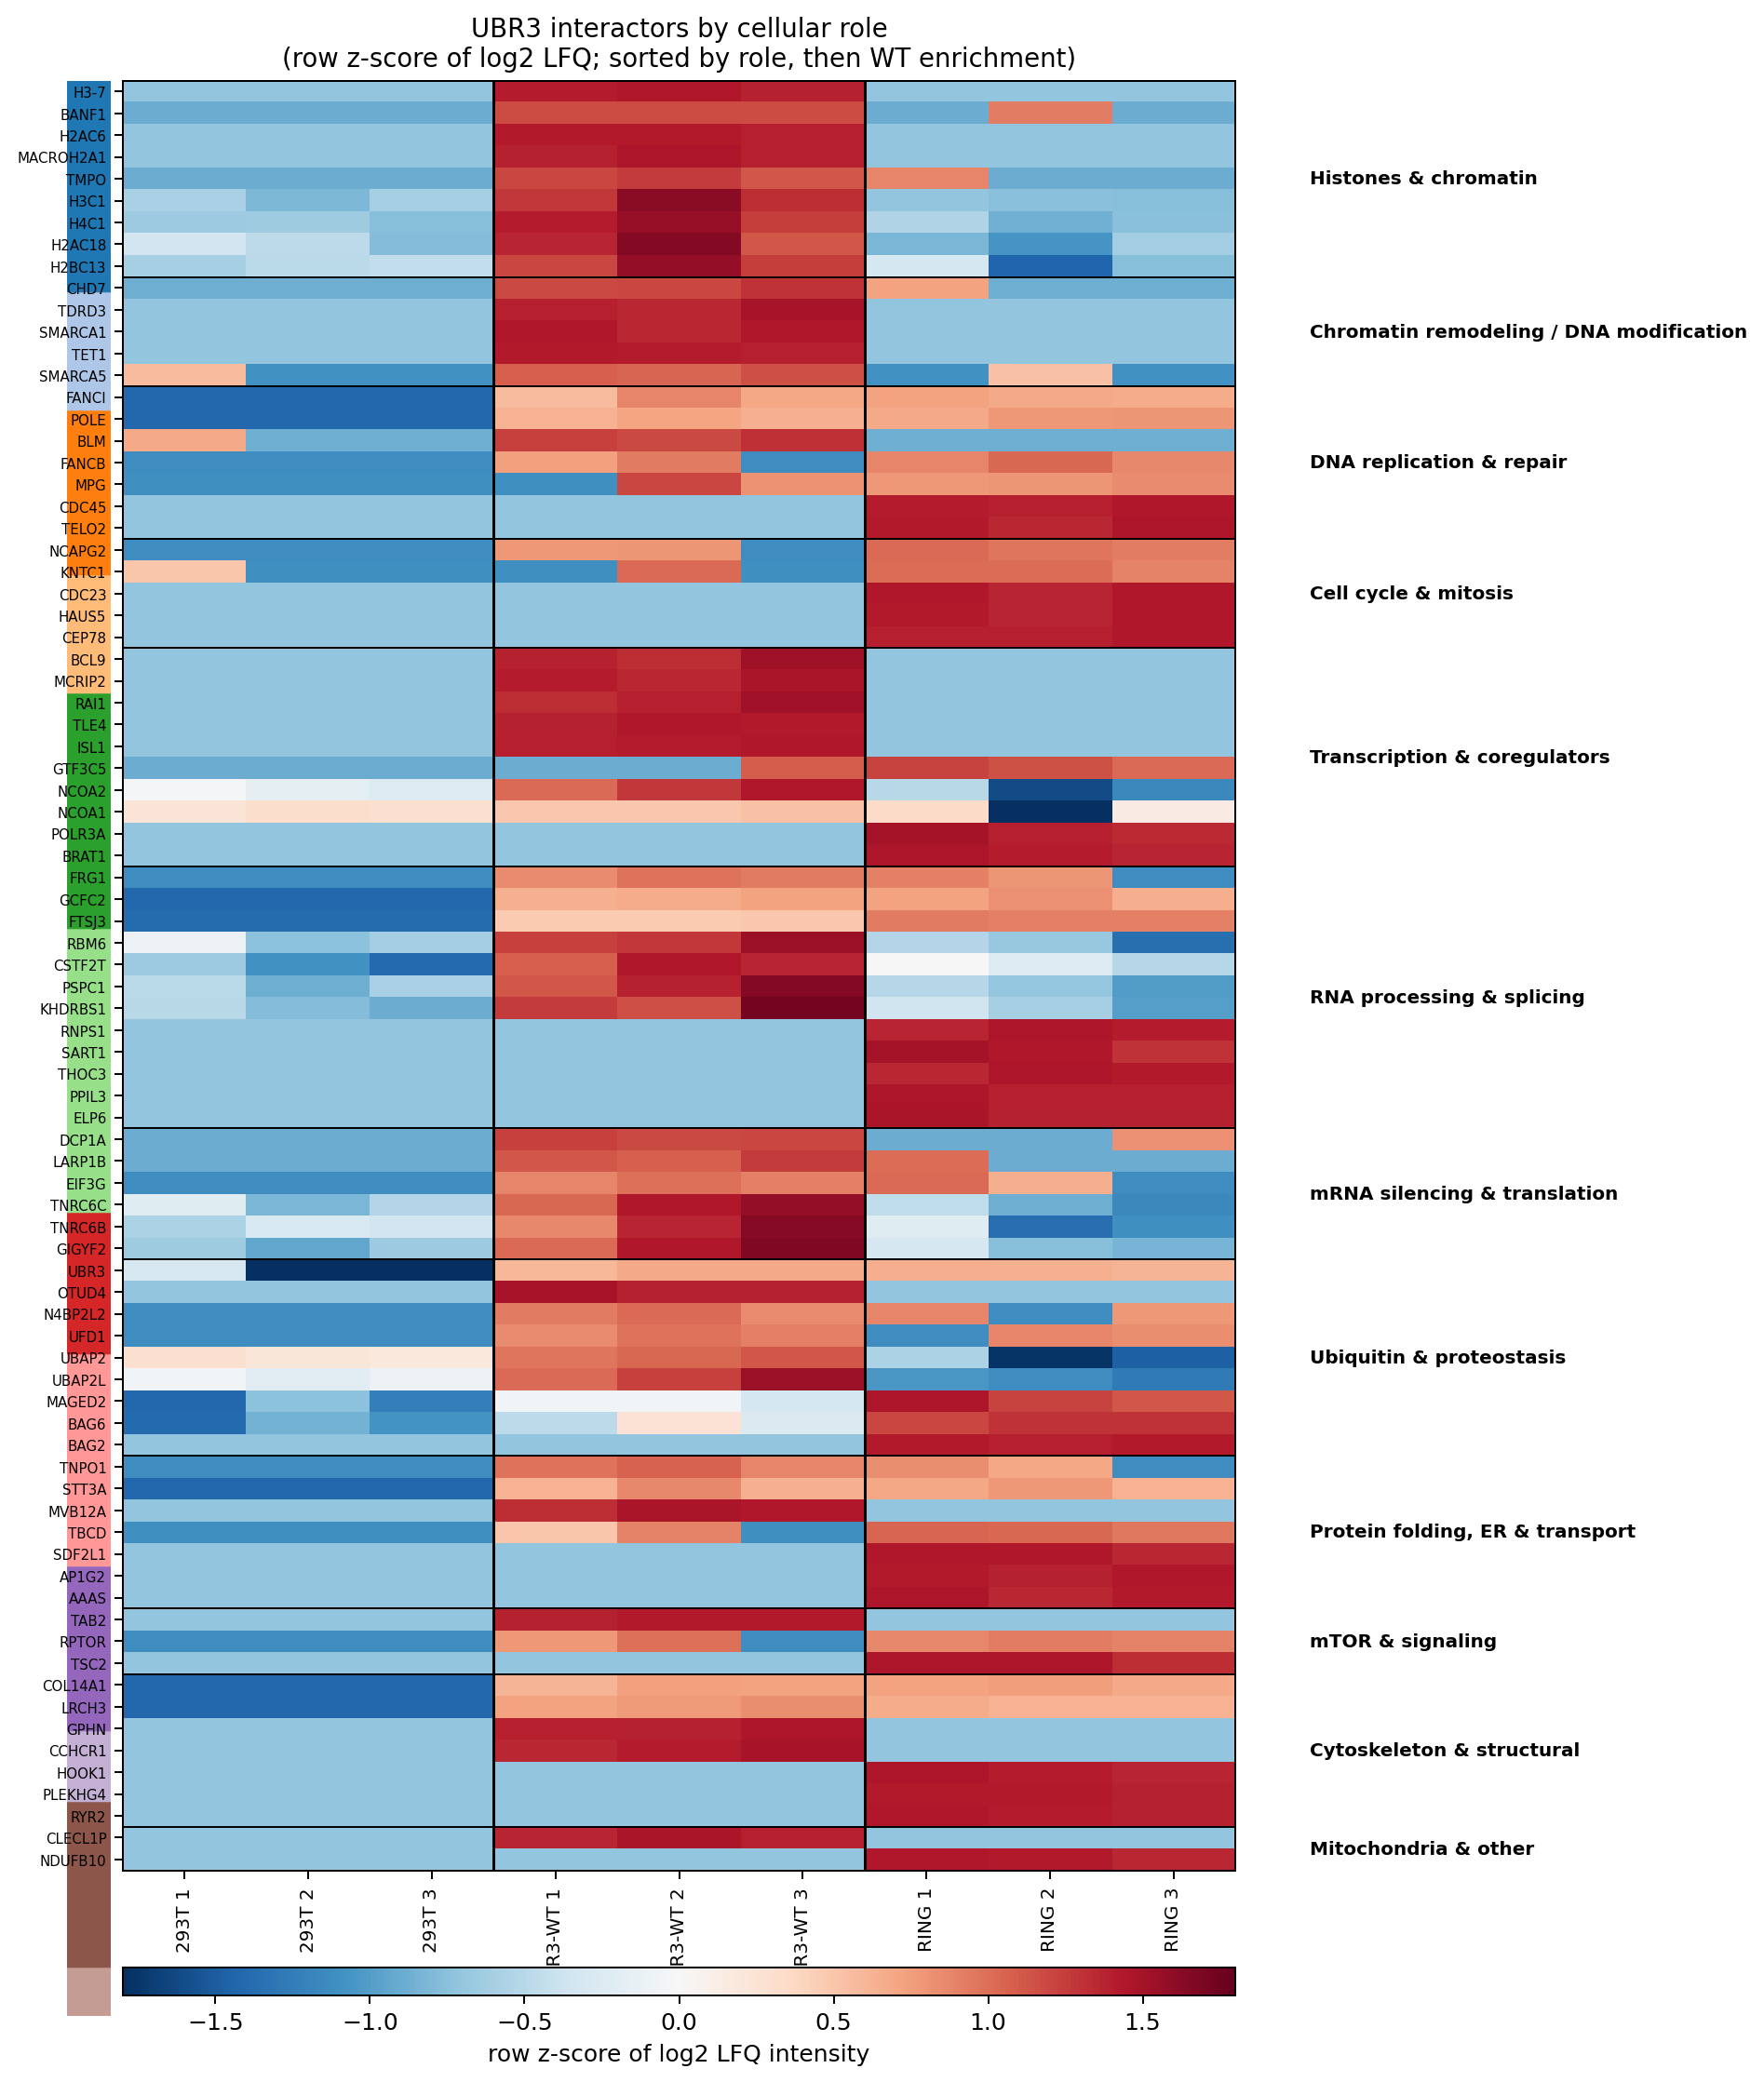 UBR3 interactors by cellular role
(row z-score of log2 LFQ; sorted by role, then WT enrichment)
H3-7
BANF1
H2AC6
MACROH2A1
TMPO
H3C1
H4C1
H2AC18
H2BC13
Histones & chromatin
CHD7
TDRD3
SMARCA1
TET1
SMARCA5
Chromatin remodeling / DNA modification
FANCI
POLE
BLM
FANCB
MPG
CDC45
TELO2
DNA replication & repair
NCAPG2
KNTC1
CDC23
HAUS5
CEP78
Cell cycle & mitosis
BCL9
MCRIP2
RAI1
TLE4
ISL1
GTF3C5
NCOA2
NCOA1
POLR3A
BRAT1
Transcription & coregulators
FRG1
GCFC2
FTSJ3
RBM6
CSTF2T
PSPC1
KHDRBS1
RNPS1
SART1
THOC3
PPIL3
ELP6
RNA processing & splicing
DCP1A
LARP1B
EIF3G
TNRC6C
TNRC6B
GIGYF2
mRNA silencing & translation
UBR3
OTUD4
N4BP2L2
UFD1
UBAP2
UBAP2L
MAGED2
BAG6
BAG2
Ubiquitin & proteostasis
TNPO1
STT3A
MVB12A
TBCD
SDF2L1
AP1G2
AAAS
Protein folding, ER & transport
TAB2
RPTOR
TSC2
mTOR & signaling
COL14A1
LRCH3
GPHN
CCHCR1
HOOK1
PLEKHG4
RYR2
Cytoskeleton & structural
CLECL1P
NDUFB10
Mitochondria & other
293T 1
293T 2
293T 3
R3-WT 1
R3-WT 2
R3-WT 3
RING 1
RING 2
RING 3
−1.5 −1.0 −0.5 0.0 0.5 1.0 1.5
row z-score of log2 LFQ intensity